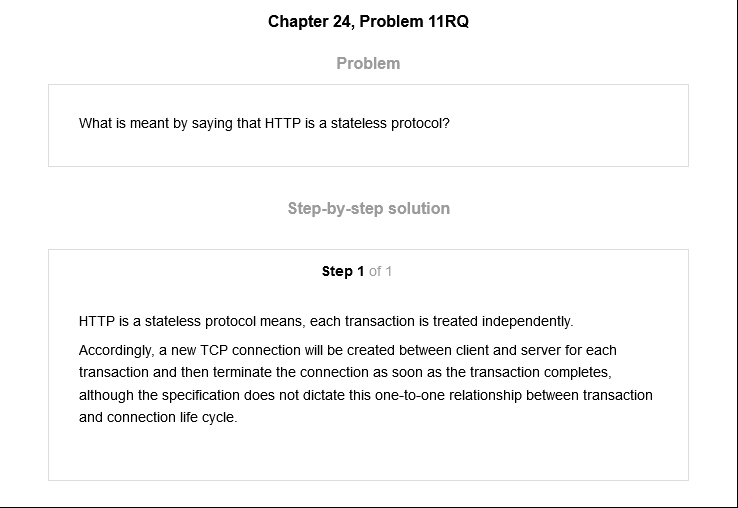 Chapter 24, Problem 11RQ
Problem
What is meant by saying that HTTP is a stateless protocol?
Step-by-step solution
Step 1 of 1
HTTP is a stateless protocol means, each transaction is treated independently.
Accordingly, a new TCP connection will be created between client and server for each
transaction and then terminate the connection as soon as the transaction completes,
although the specification does not dictate this one-to-one relationship between transaction
and connection life cycle.